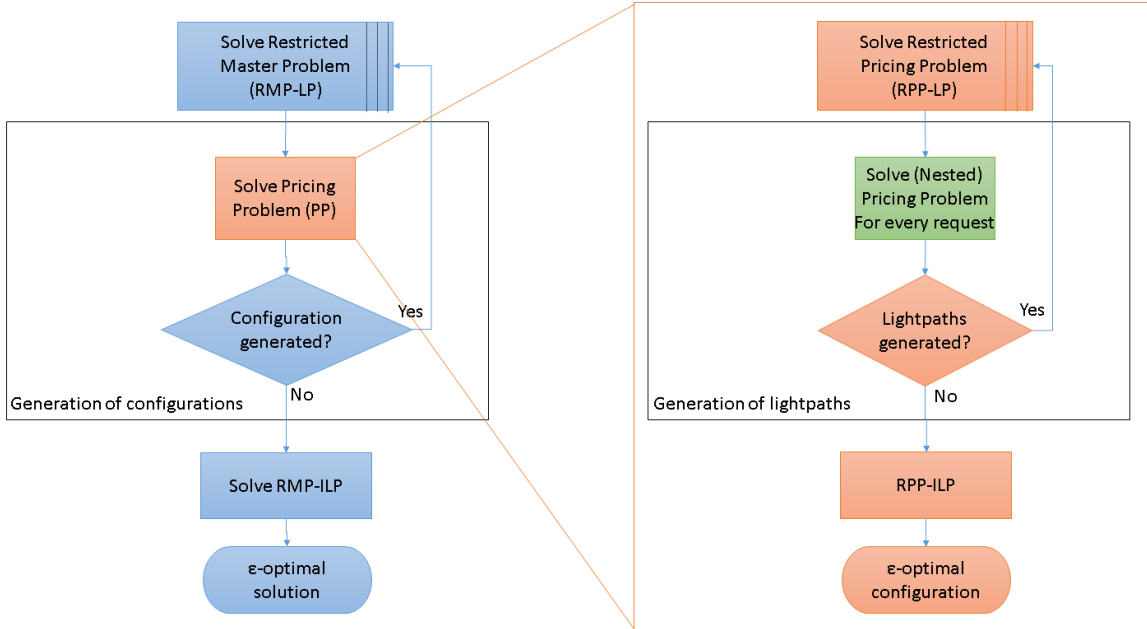 Solve Restricted
Master Problem
(RMP-LP)
Solve Pricing
Problem (PP)
Configuration
generated?
Yes
No
Generation of configurations
Solve RMP-ILP
ε-optimal
solution
Solve Restricted
Pricing Problem
(RPP-LP)
Solve (Nested)
Pricing Problem
For every request
Lightpaths
generated?
Yes
No
Generation of lightpaths
RPP-ILP
ε-optimal
configuration